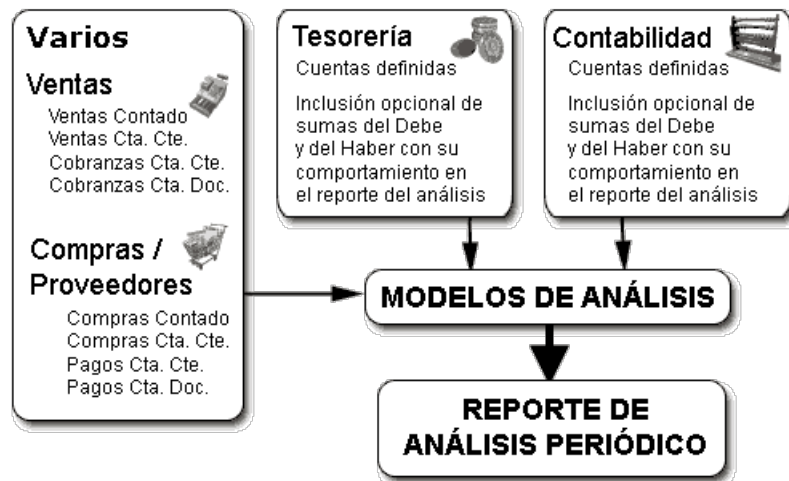 Varios
Ventas
Ventas Contado
Ventas Cta. Cte.
Cobranzas Cta. Cte.
Cobranzas Cta. Doc.
Compras /
Proveedores
Compras Contado
Compras Cta. Cte.
Pagos Cta. Cte.
Pagos Cta. Doc.
Tesorería
Cuentas definidas
Inclusión opcional de
sumas del Debe
y del Haber con su
comportamiento en
el reporte del análisis
Contabilidad
Cuentas definidas
Inclusión opcional de
sumas del Debe
y del Haber con su
comportamiento en
el reporte del análisis
MODELOS DE ANÁLISIS
REPORTE DE
ANÁLISIS PERIÓDICO